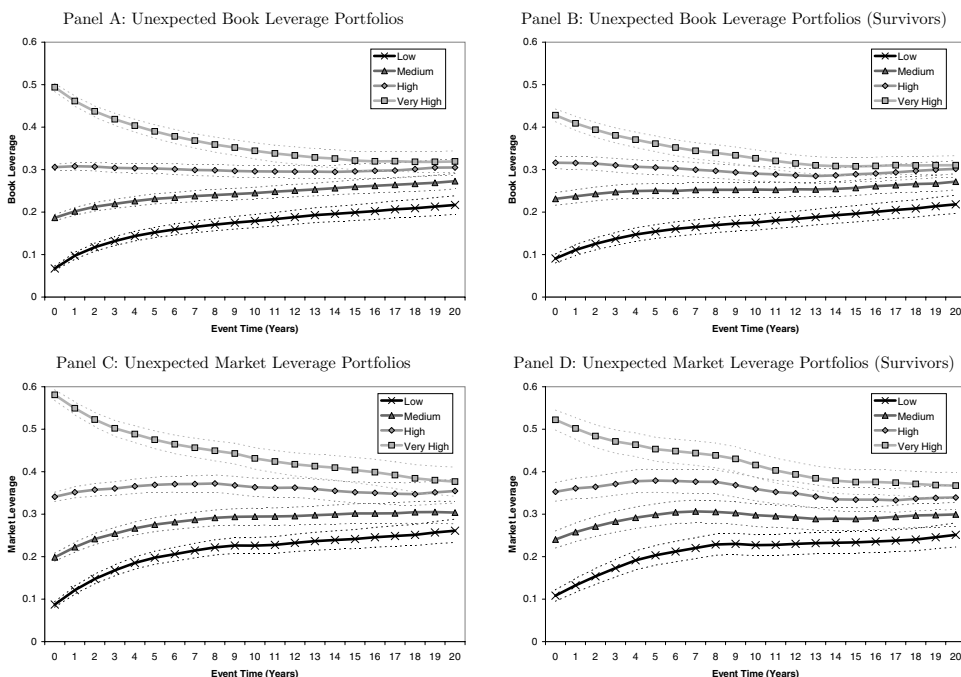 Panel A: Unexpected Book Leverage Portfolios
0.6
0.5
0.4
0.3
0.2
0.1
0
Book Leverage
Low
Medium
High
Very High
0 1 2 3 4 5 6 7 8 9 10 11 12 13 14 15 16 17 18 19 20
Event Time (Years)
Panel B: Unexpected Book Leverage Portfolios (Survivors)
0.6
0.5
0.4
0.3
0.2
0.1
0
Book Leverage
Low
Medium
High
Very High
0 1 2 3 4 5 6 7 8 9 10 11 12 13 14 15 16 17 18 19 20
Event Time (Years)
Panel C: Unexpected Market Leverage Portfolios
0.6
0.5
0.4
0.3
0.2
0.1
0
Market Leverage
Low
Medium
High
Very High
0 1 2 3 4 5 6 7 8 9 10 11 12 13 14 15 16 17 18 19 20
Event Time (Years)
Panel D: Unexpected Market Leverage Portfolios (Survivors)
0.6
0.5
0.4
0.3
0.2
0.1
0
Market Leverage
Low
Medium
High
Very High
0 1 2 3 4 5 6 7 8 9 10 11 12 13 14 15 16 17 18 19 20
Event Time (Years)